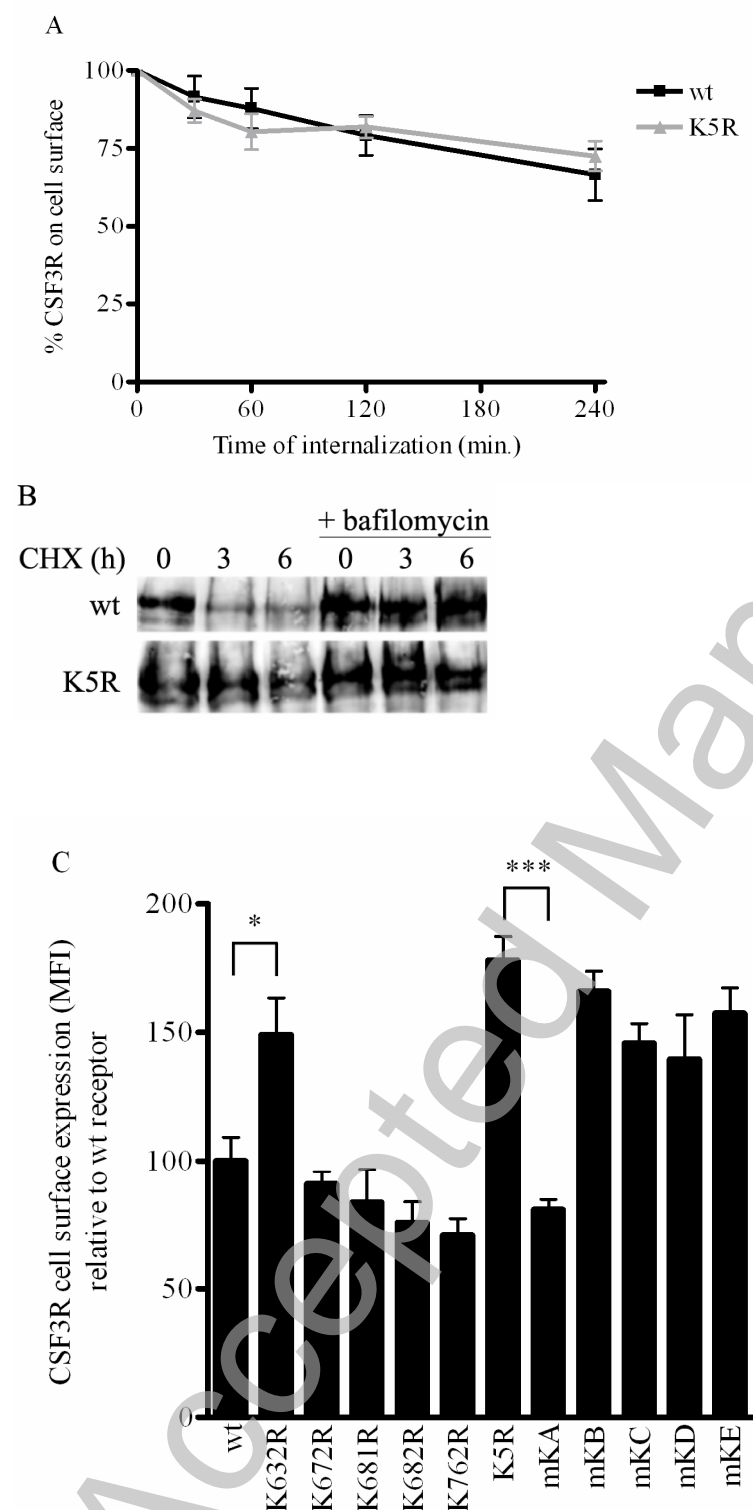 A
100
75
50
25
0
% CSF3R on cell surface
0 60 120 180 240
Time of internalization (min.)
wt
K5R
B
+ bafilomycin
CHX (h) 0 3 6 0 3 6
wt
K5R
C
200
150
100
50
0
CSF3R cell surface expression (MFI)
relative to wt receptor
*
***
wt K632R K672R K681R K682R K762R K5R mKA mKB mKC mKD mKE
Accepted Ma